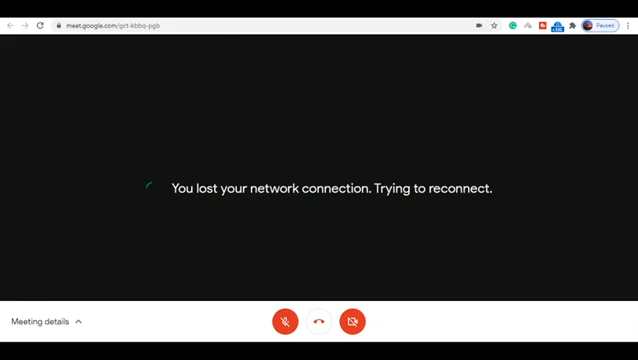 meet.google.com/gct-kbbq-pgb
Paused
You lost your network connection. Trying to reconnect.
Meeting details